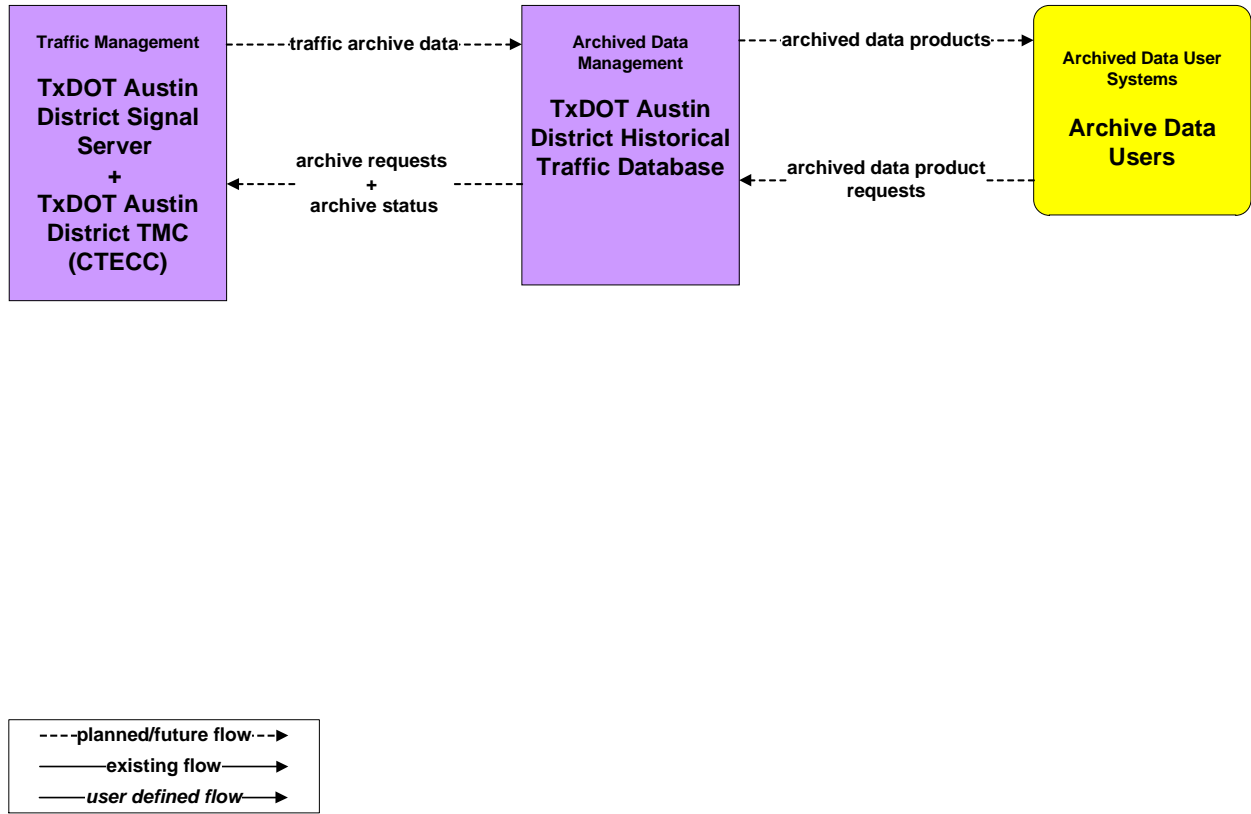 Traffic Management
TxDOT Austin
District Signal
Server
+
TxDOT Austin
District TMC
(CTECC)
traffic archive data
archive requests
+
archive status
Archived Data
Management
TxDOT Austin
District Historical
Traffic Database
archived data products
archived data product
requests
Archived Data User
Systems
Archive Data
Users
planned/future flow
existing flow
user defined flow